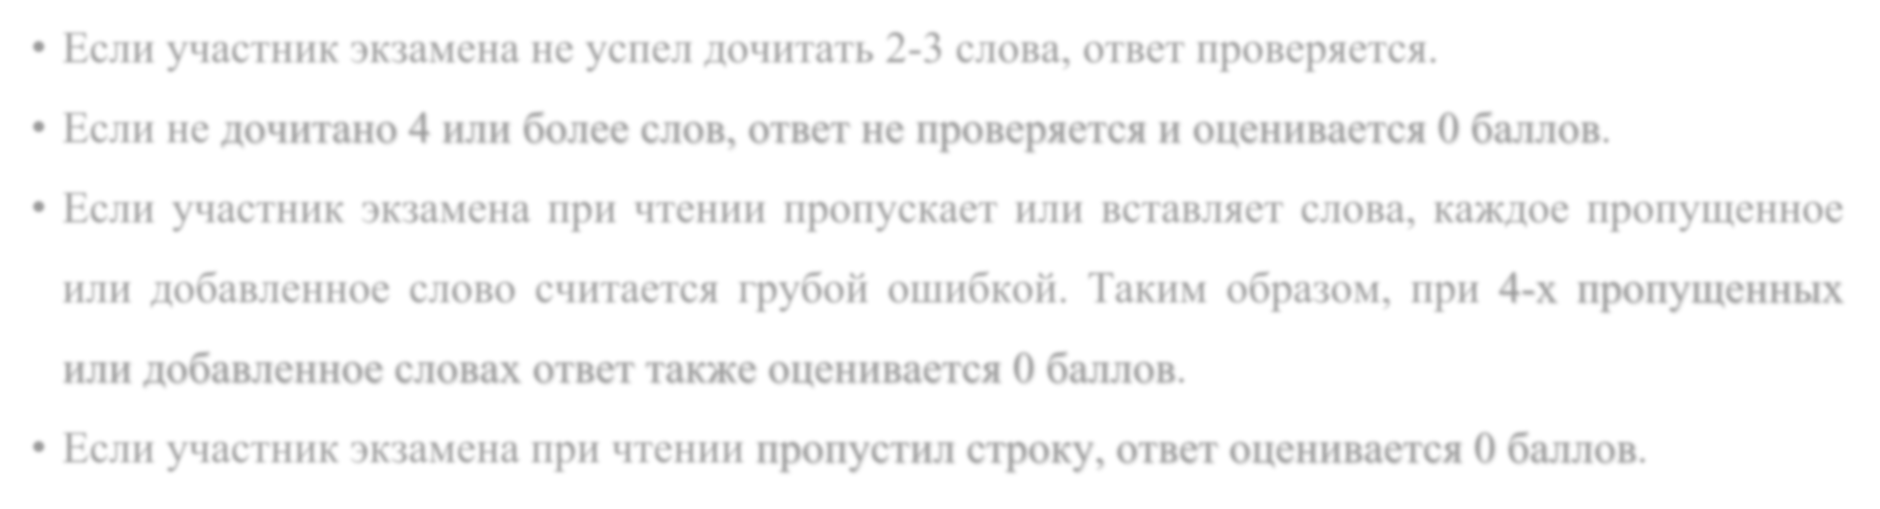 • Если участник экзамена не успел дочитать 2-3 слова, ответ проверяется.
• Если не дочитано 4 или более слов, ответ не проверяется и оценивается 0 баллов.
• Если участник экзамена при чтении пропускает или вставляет слова, каждое пропущенное
или добавленное слово считается грубой ошибкой. Таким образом, при 4-х пропущенных
или добавленное словах ответ также оценивается 0 баллов.
• Если участник экзамена при чтении пропустил строку, ответ оценивается 0 баллов.